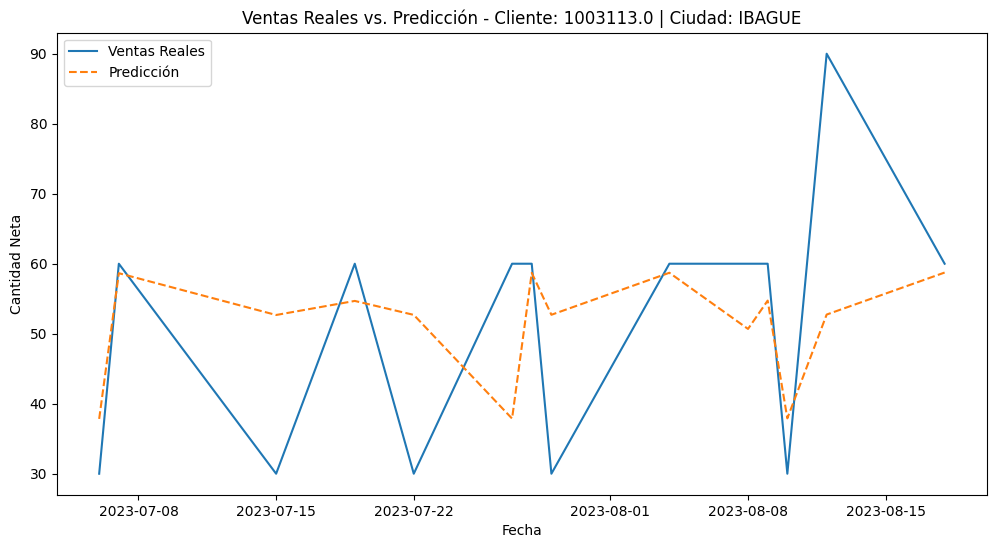 Ventas Reales vs. Predicción - Cliente: 1003113.0 | Ciudad: IBAGUE
Ventas Reales
Predicción
90
80
70
60
50
40
30
Cantidad Neta
2023-07-08
2023-07-15
2023-07-22
2023-08-01
2023-08-08
2023-08-15
Fecha